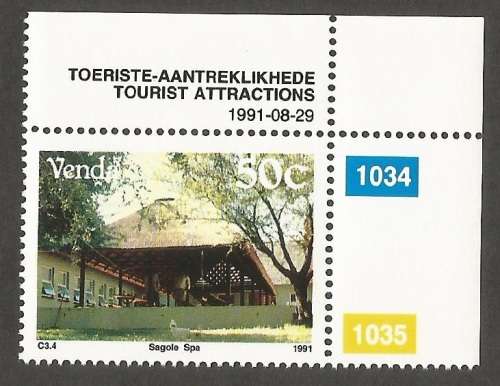 TOERISTE-AANTREKLIKHEDE
TOURIST ATTRACTIONS
1991-08-29
Venda 50c
1034
1035
C3.4 Sagole Spa 1991